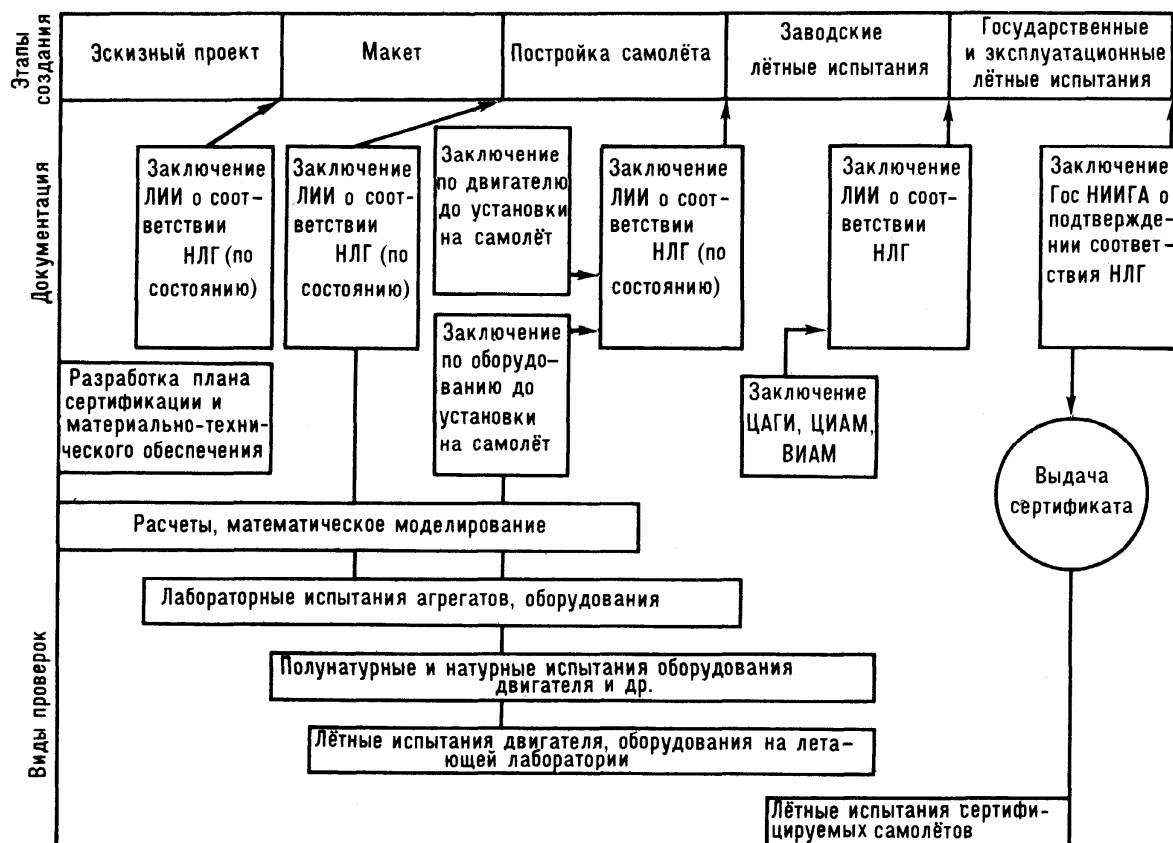 Этапы
создания
Эскизный проект
Макет
Постройка самолёта
Заводские
лётные испытания
Государственные
и эксплуатационные
лётные испытания
Документация
Заключение
ЛИИ о соот-
ветствии
НЛГ (по
состоянию)
Заключение
ЛИИ о соот-
ветствии
НЛГ (по
состоянию)
Заключение
по двигателю
до установки
на самолёт
Заключение
ЛИИ о соот-
ветствии
НЛГ (по
состоянию)
Заключение
ЛИИ о соот-
ветствии
НЛГ
Заключение
Гос НИИГА о
подтвержде-
нии соответ-
ствия НЛГ
Заключение
по оборудо-
ванию до
установки
на самолёт
Разработка плана
сертификации и
материально-техни-
ческого обеспечения
Заключение
ЦАГИ, ЦИАМ,
ВИАМ
Выдача
сертификата
Виды проверок
Расчеты, математическое моделирование
Лабораторные испытания агрегатов, оборудования
Полунатурные и натурные испытания оборудования
двигателя и др.
Лётные испытания двигателя, оборудования на лета-
ющей лаборатории
Лётные испытания сертифи-
цируемых самолётов